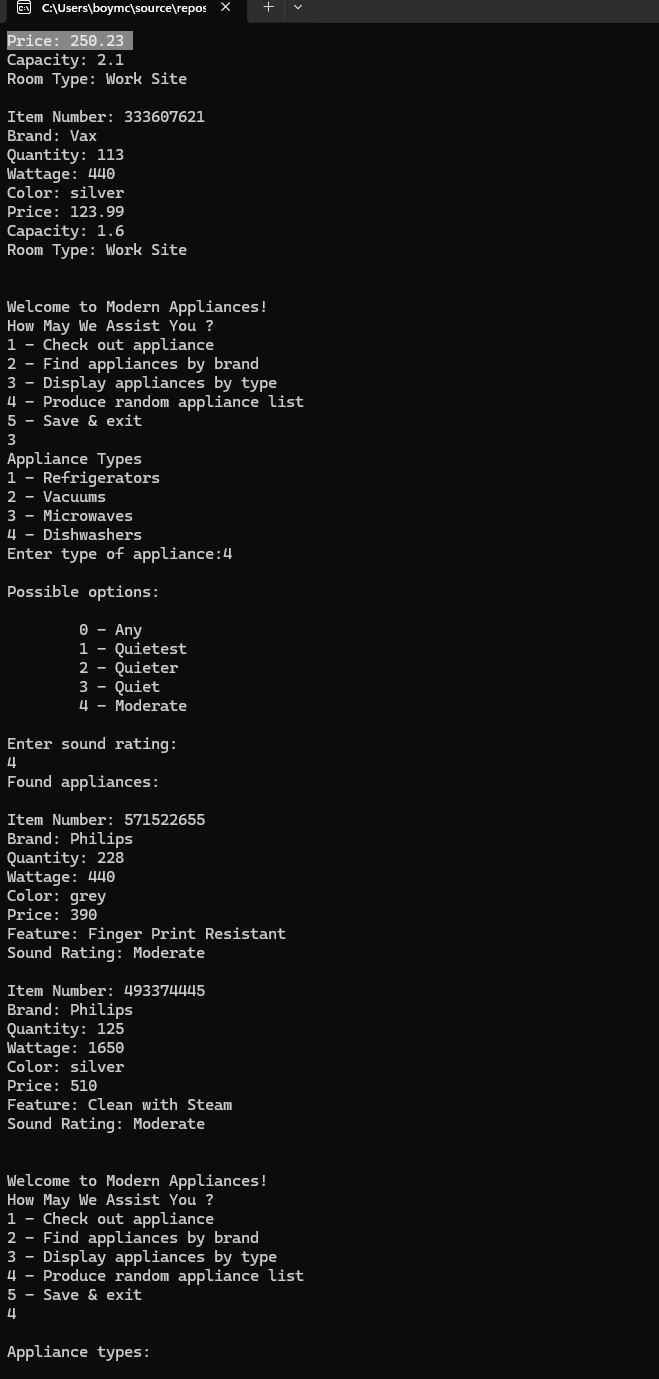 C:\Users\boymc\source\repos
Price: 250.23
Capacity: 2.1
Room Type: Work Site
Item Number: 333607621
Brand: Vax
Quantity: 113
Wattage: 440
Color: silver
Price: 123.99
Capacity: 1.6
Room Type: Work Site
Welcome to Modern Appliances!
How May We Assist You ?
1 – Check out appliance
2 – Find appliances by brand
3 – Display appliances by type
4 – Produce random appliance list
5 – Save & exit
3
Appliance Types
1 – Refrigerators
2 – Vacuums
3 – Microwaves
4 – Dishwashers
Enter type of appliance:4
Possible options:
0 – Any
1 – Quietest
2 – Quieter
3 – Quiet
4 – Moderate
Enter sound rating:
4
Found appliances:
Item Number: 571522655
Brand: Philips
Quantity: 228
Wattage: 440
Color: grey
Price: 390
Feature: Finger Print Resistant
Sound Rating: Moderate
Item Number: 493374445
Brand: Philips
Quantity: 125
Wattage: 1650
Color: silver
Price: 510
Feature: Clean with Steam
Sound Rating: Moderate
Welcome to Modern Appliances!
How May We Assist You ?
1 – Check out appliance
2 – Find appliances by brand
3 – Display appliances by type
4 – Produce random appliance list
5 – Save & exit
4
Appliance types: